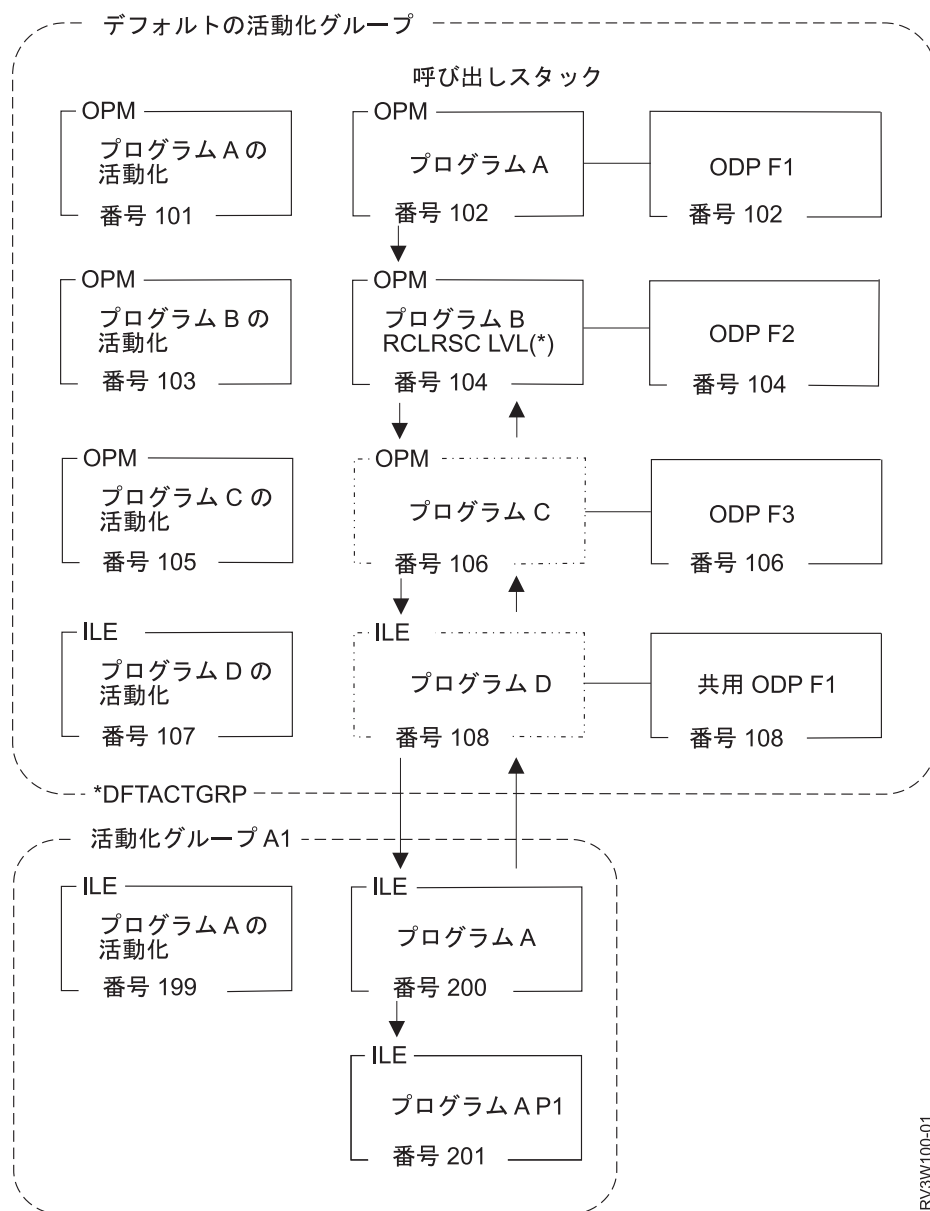 デフォルトの活動化グループ
呼び出しスタック
OPM
プログラム A の
活動化
番号 101
OPM
プログラム A
番号 102
ODP F1
番号 102
OPM
プログラム B の
活動化
番号 103
OPM
プログラム B
RCLRSC LVL(*)
番号 104
ODP F2
番号 104
OPM
プログラム C の
活動化
番号 105
OPM
プログラム C
番号 106
ODP F3
番号 106
ILE
プログラム D の
活動化
番号 107
ILE
プログラム D
番号 108
共用 ODP F1
番号 108
*DFTACTGRP
活動化グループ A1
ILE
プログラム A の
活動化
番号 199
ILE
プログラム A
番号 200
ILE
プログラム A P1
番号 201
RV3W100-01